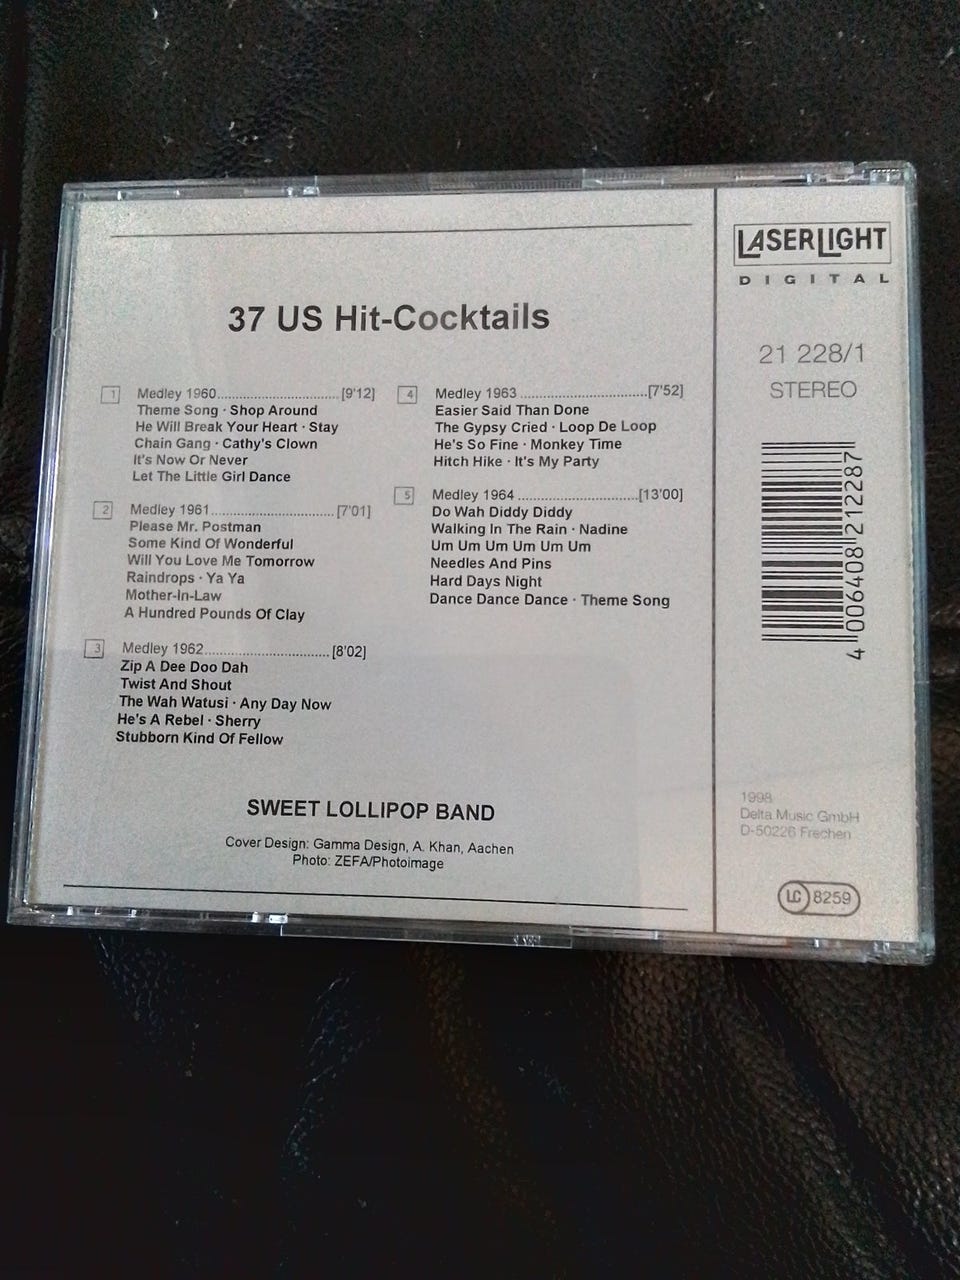 37 US Hit-Cocktails
1 Medley 1960..............................[9'12]
Theme Song · Shop Around
He Will Break Your Heart · Stay
Chain Gang · Cathy's Clown
It's Now Or Never
Let The Little Girl Dance
2 Medley 1961..............................[7'01]
Please Mr. Postman
Some Kind Of Wonderful
Will You Love Me Tomorrow
Raindrops · Ya Ya
Mother-In-Law
A Hundred Pounds Of Clay
3 Medley 1962..............................[8'02]
Zip A Dee Doo Dah
Twist And Shout
The Wah Watusi · Any Day Now
He's A Rebel · Sherry
Stubborn Kind Of Fellow
4 Medley 1963..............................[7'52]
Easier Said Than Done
The Gypsy Cried · Loop De Loop
He's So Fine · Monkey Time
Hitch Hike · It's My Party
5 Medley 1964..............................[13'00]
Do Wah Diddy Diddy
Walking In The Rain · Nadine
Um Um Um Um Um Um
Needles And Pins
Hard Days Night
Dance Dance Dance · Theme Song
SWEET LOLLIPOP BAND
Cover Design: Gamma Design, A. Khan, Aachen
Photo: ZEFA/Photoimage
LASERLIGHT
DIGITAL
21 228/1
STEREO
4 006408 212287
1998
Delta Music GmbH
D-50226 Frechen
LC 8259